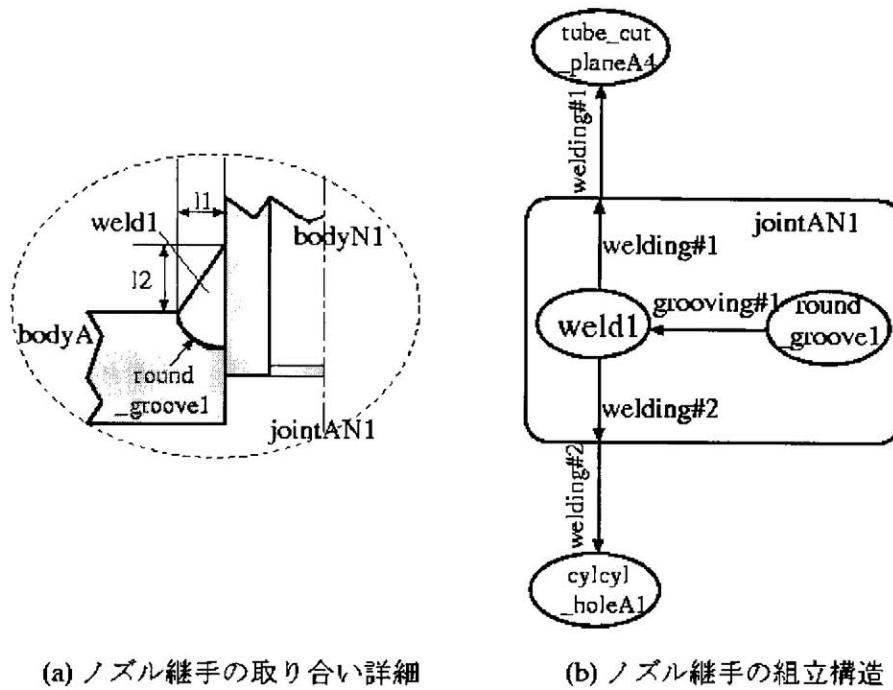 l1
weld1
bodyN1
l2
bodyA
round
_groove1
jointAN1
tube_cut
_planeA4
welding#1
jointAN1
welding#1
grooving#1
weld1
round
_groove1
welding#2
welding#2
cylcyl
_holeA1
(a) ノズル継手の取り合い詳細
(b) ノズル継手の組立構造